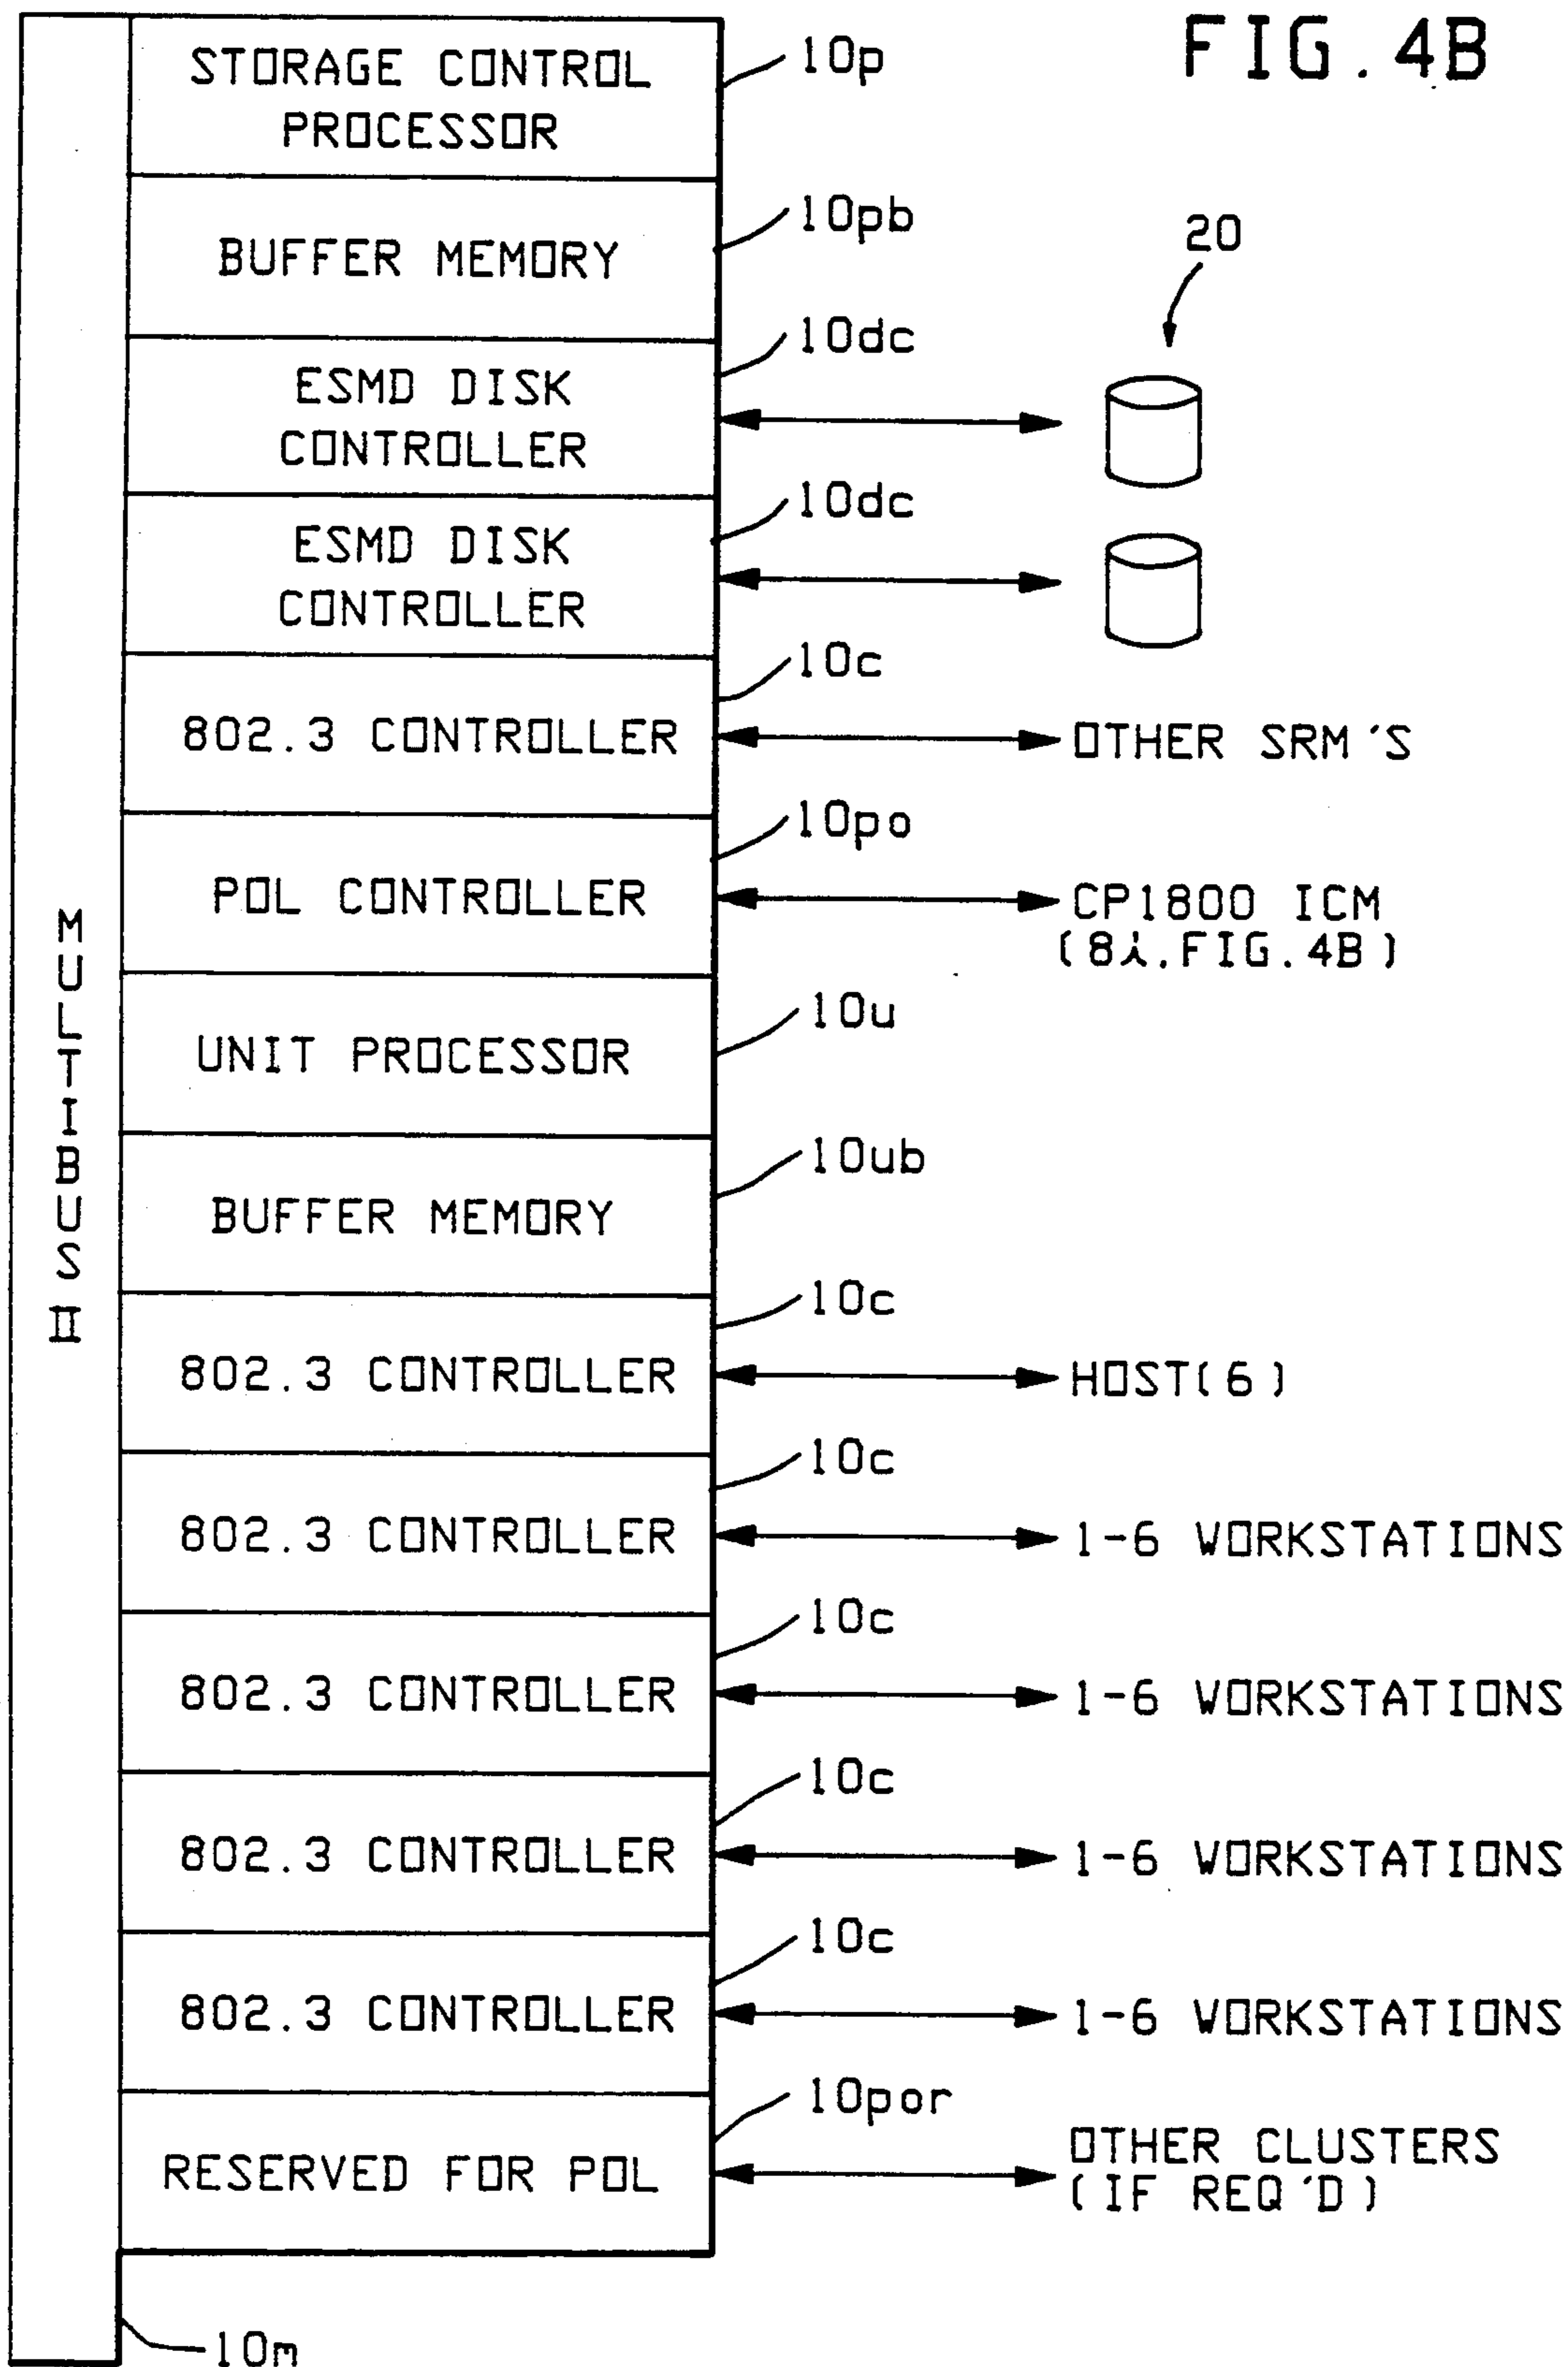 FIG.4B
STORAGE CONTROL
PROCESSOR
10p
BUFFER MEMORY
10pb
20
ESMD DISK
CONTROLLER
10dc
ESMD DISK
CONTROLLER
10dc
802.3 CONTROLLER
10c
OTHER SRM'S
POL CONTROLLER
10po
CP1800 ICM
(8i.FIG.4B)
UNIT PROCESSOR
10u
BUFFER MEMORY
10ub
802.3 CONTROLLER
10c
HOST(6)
802.3 CONTROLLER
10c
1-6 WORKSTATIONS
802.3 CONTROLLER
10c
1-6 WORKSTATIONS
802.3 CONTROLLER
10c
1-6 WORKSTATIONS
802.3 CONTROLLER
10c
1-6 WORKSTATIONS
RESERVED FOR POL
10por
OTHER CLUSTERS
(IF REQ'D)
MULTIBUS II
10m